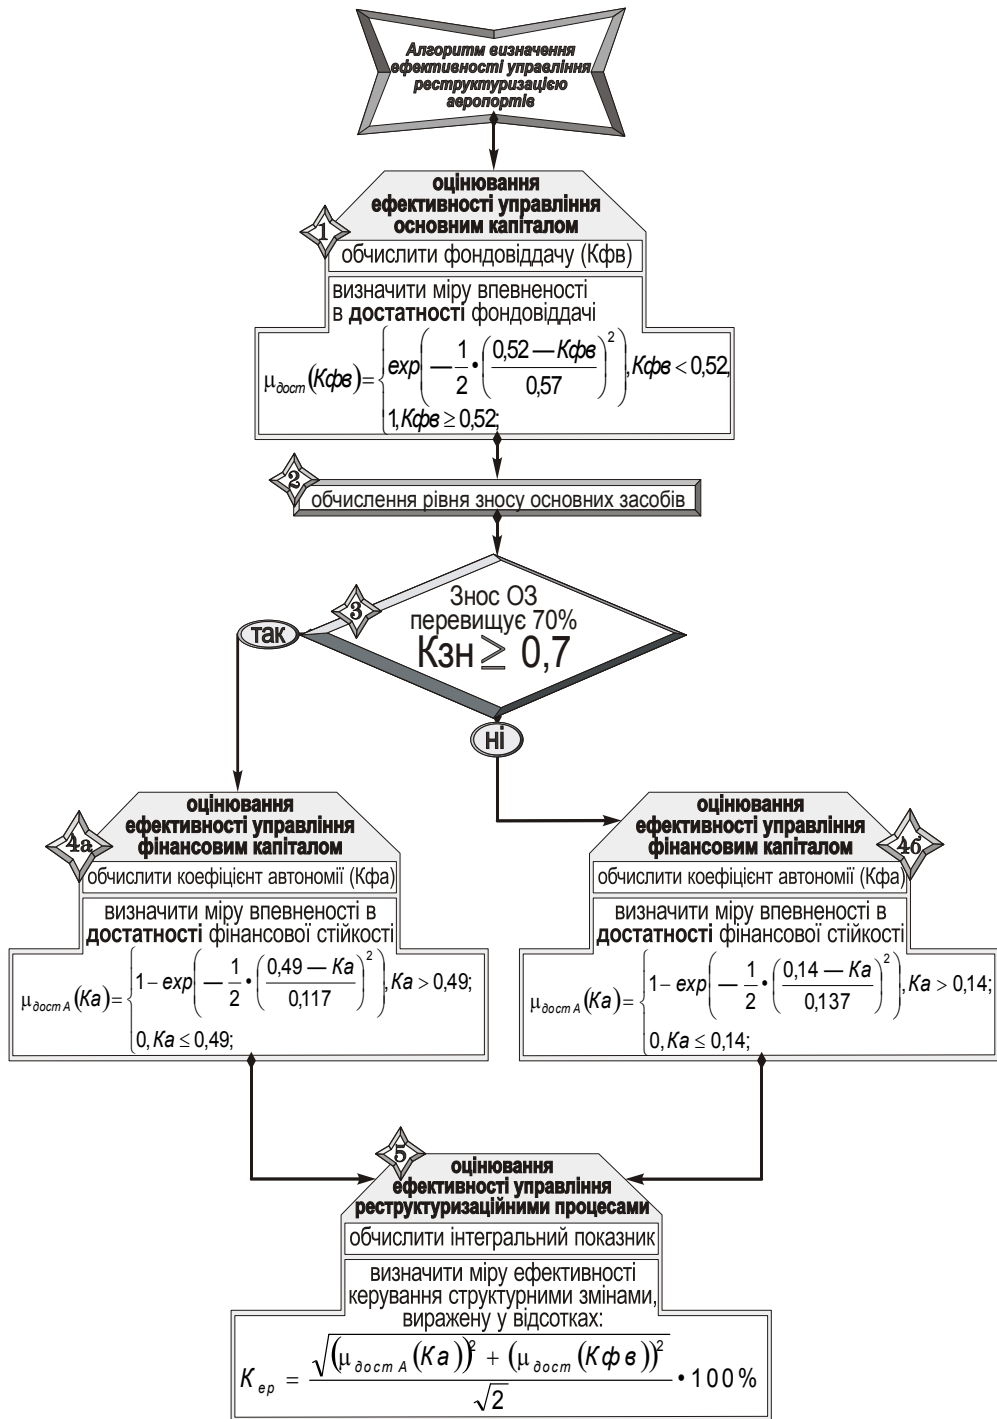 Алгоритм визначення
ефективності управління
реструктуризацією
аеропортів
оцінювання
ефективності управління
основним капіталом
1
обчислити фондовіддачу (Кфв)
визначити міру впевненості
в достатності фондовіддачі
μдост(Кфв)={exp(—1/2•((0,52—Кфв)/0,57)²),Кфв<0,52,
1,Кфв≥0,52;
2
обчислення рівня зносу основних засобів
3
Знос ОЗ
перевищує 70%
Кзн ≥ 0,7
так
ні
оцінювання
ефективності управління
фінансовим капіталом
4а
обчислити коефіцієнт автономії (Кфа)
визначити міру впевненості в
достатності фінансової стійкості
μдост А(Ка)={1–exp(—1/2•((0,49—Ка)/0,117)²),Ка>0,49;
0,Ка≤0,49;
оцінювання
ефективності управління
фінансовим капіталом
4б
обчислити коефіцієнт автономії (Кфа)
визначити міру впевненості в
достатності фінансової стійкості
μдост А(Ка)={1–exp(—1/2•((0,14—Ка)/0,137)²),Ка>0,14;
0,Ка≤0,14;
5
оцінювання
ефективності управління
реструктуризаційними процесами
обчислити інтегральний показник
визначити міру ефективності
керування структурними змінами,
виражену у відсотках:
Кер = √((μдост А(Ка))² + (μдост(Кфв))²)/√2 • 100%